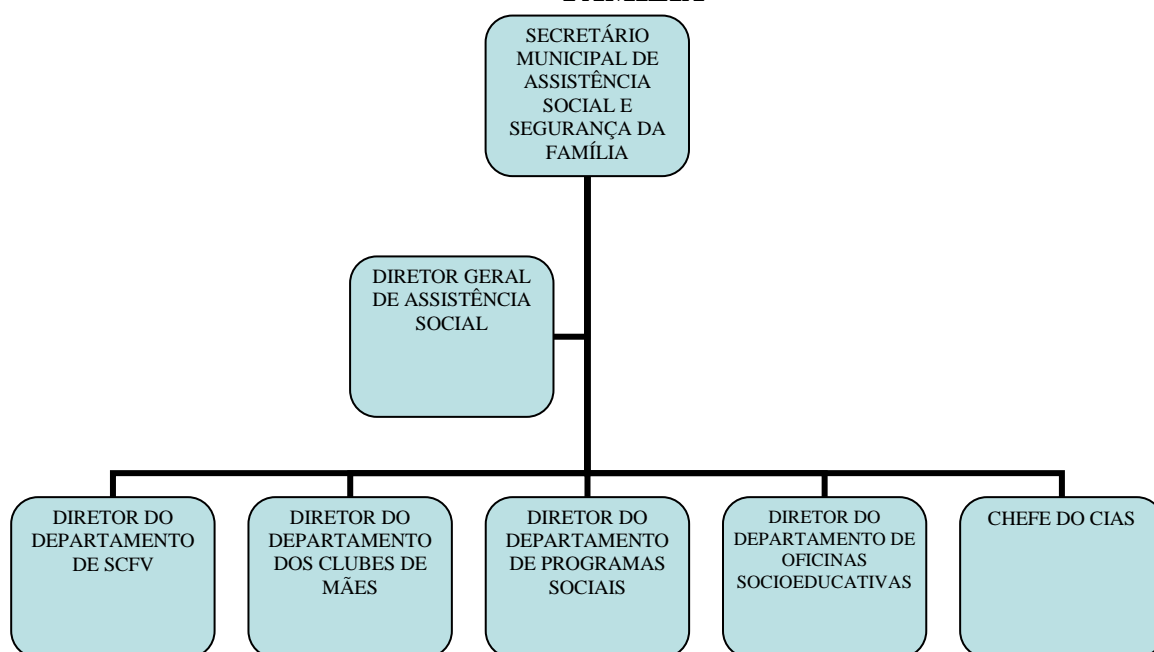 SECRETÁRIO
MUNICIPAL DE
ASSISTÊNCIA
SOCIAL E
SEGURANÇA DA
FAMÍLIA
DIRETOR GERAL
DE ASSISTÊNCIA
SOCIAL
DIRETOR DO
DEPARTAMENTO
DE SCFV
DIRETOR DO
DEPARTAMENTO
DOS CLUBES DE
MÃES
DIRETOR DO
DEPARTAMENTO
DE PROGRAMAS
SOCIAIS
DIRETOR DO
DEPARTAMENTO DE
OFICINAS
SOCIOEDUCATIVAS
CHEFE DO CIAS